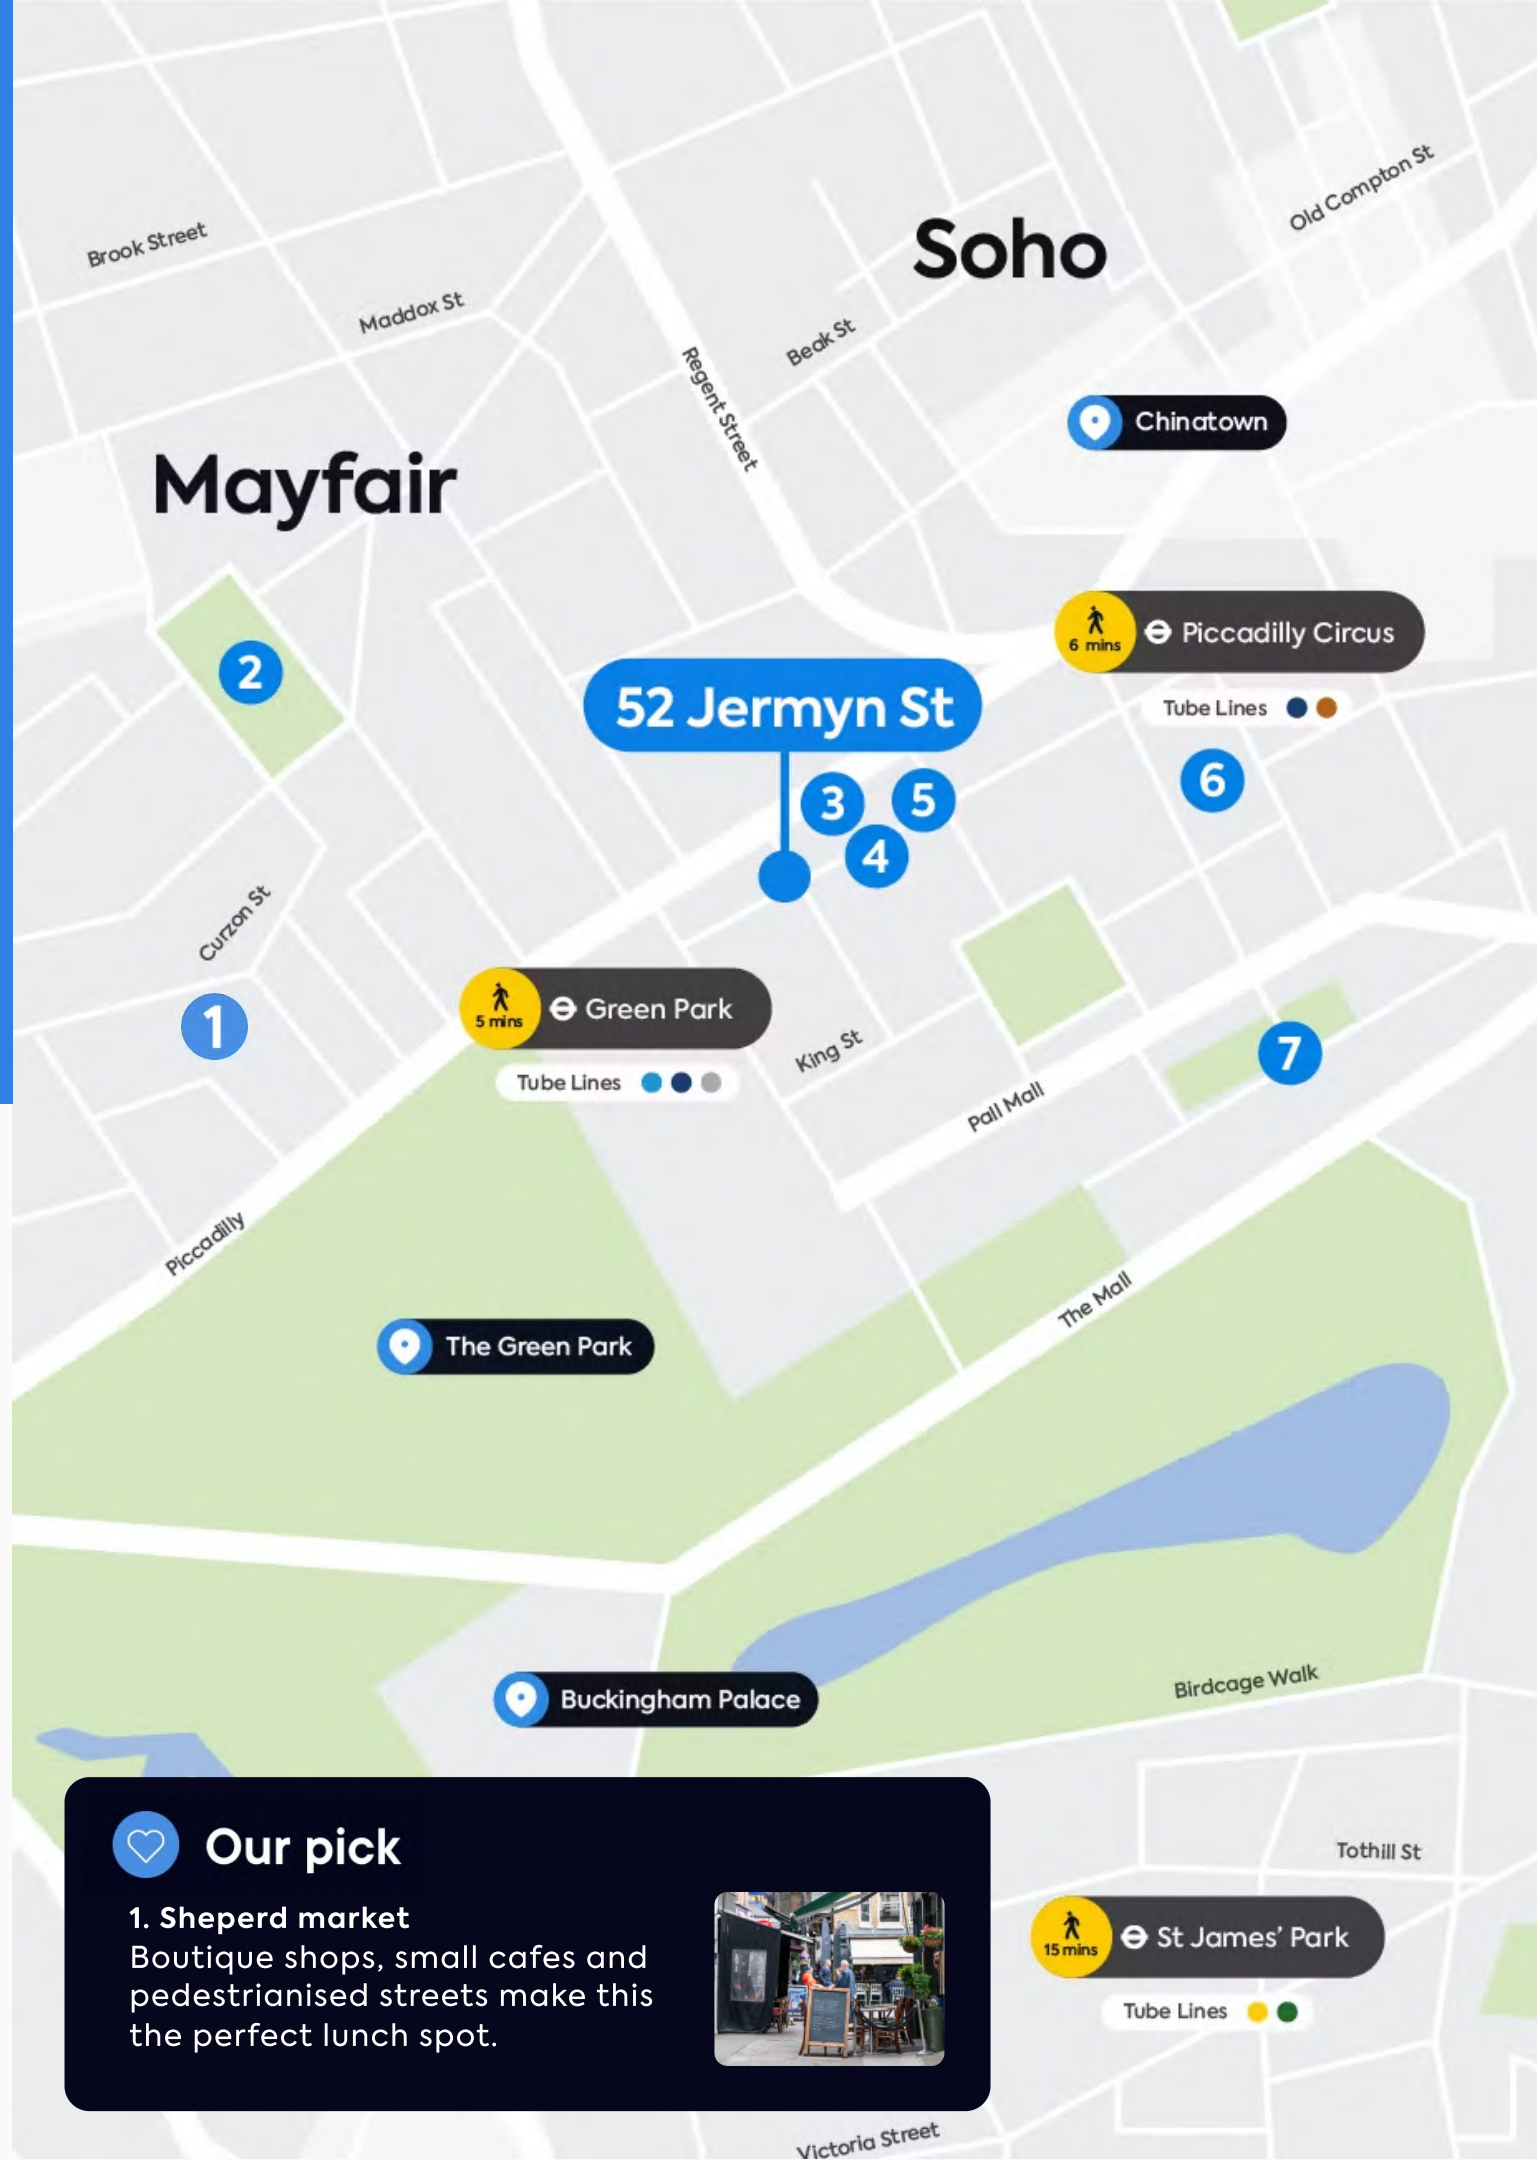 Old Compton St
Soho
Brook Street
Maddox St
Beak St
Regent Street
Chinatown
Mayfair
6 mins
Piccadilly Circus
Tube Lines
2
52 Jermyn St
6
3
5
4
Curzon St
1
5 mins
Green Park
Tube Lines
King St
7
Pall Mall
Piccadilly
The Mall
The Green Park
Birdcage Walk
Buckingham Palace
Our pick
1. Sheperd market
Boutique shops, small cafes and
pedestrianised streets make this
the perfect lunch spot.
Tothill St
15 mins
St James’ Park
Tube Lines
Victoria Street